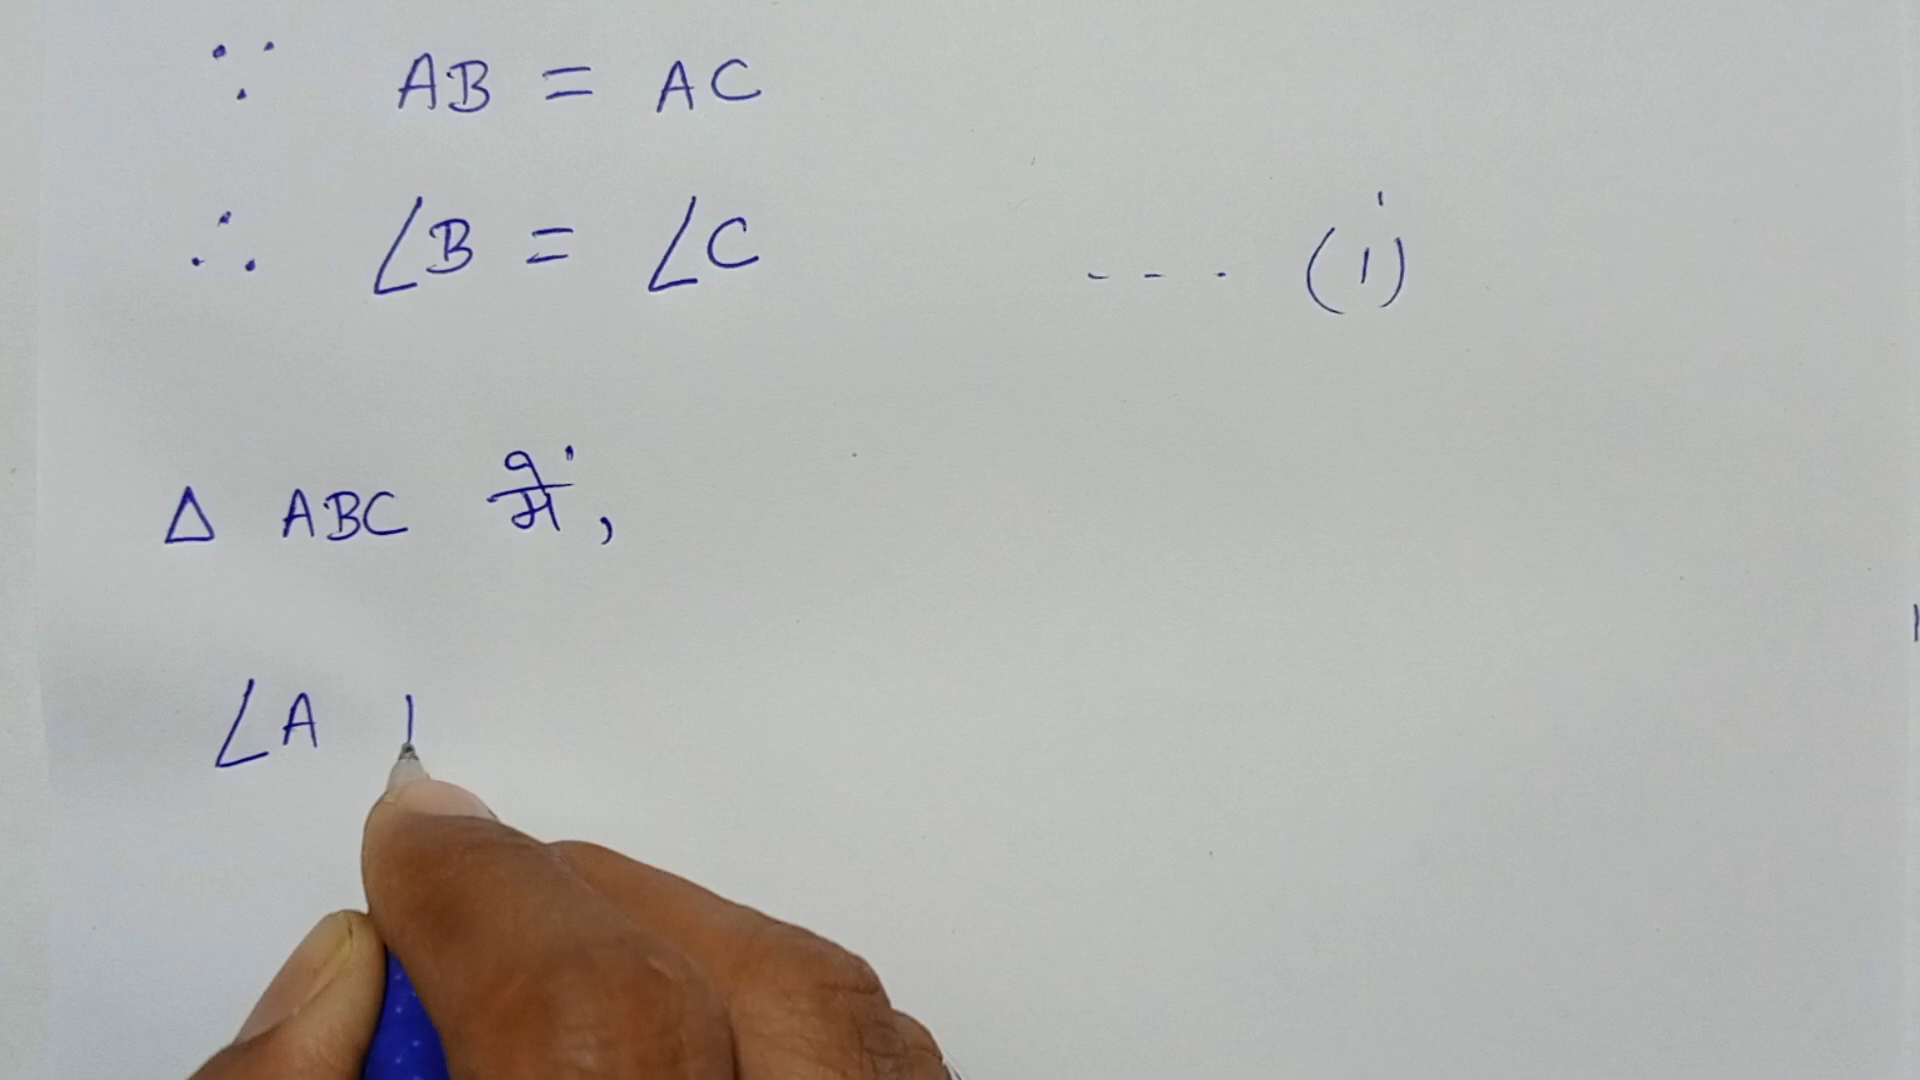 ∵ AB = AC
∴ ∠B = ∠C --- (i)
Δ ABC में,
∠A